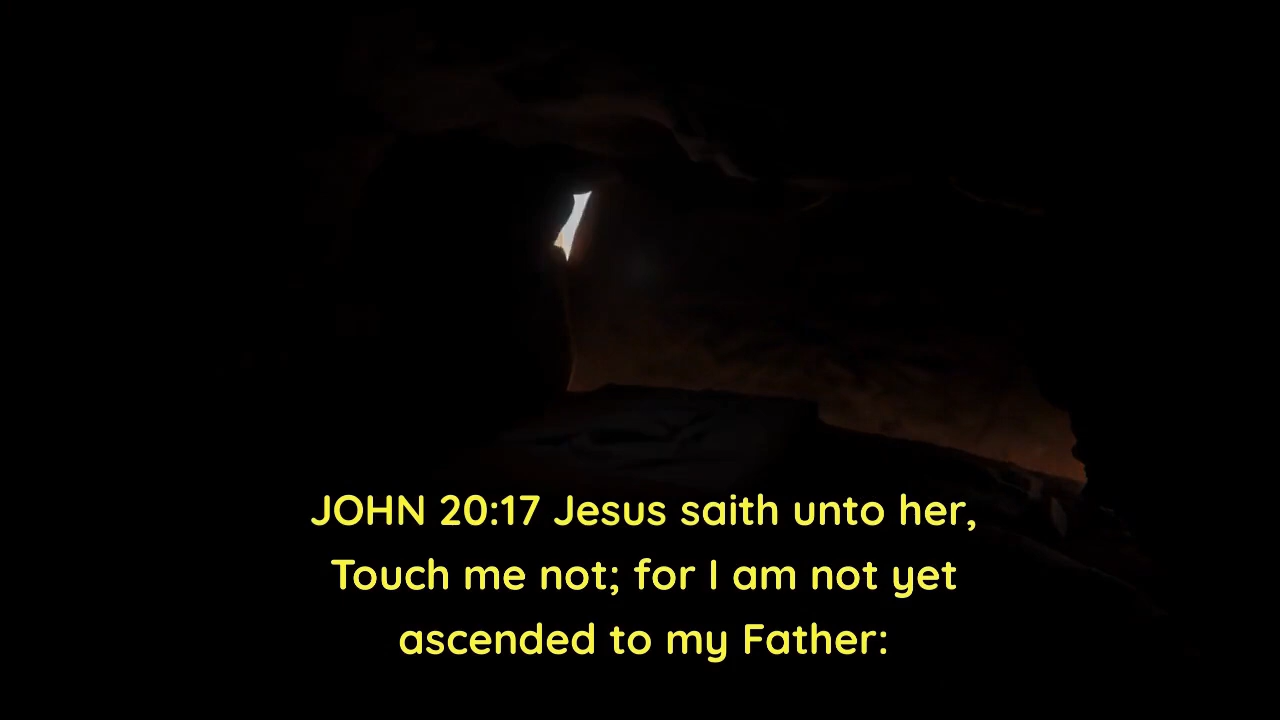 JOHN 20:17 Jesus saith unto her,
Touch me not; for I am not yet
ascended to my Father: